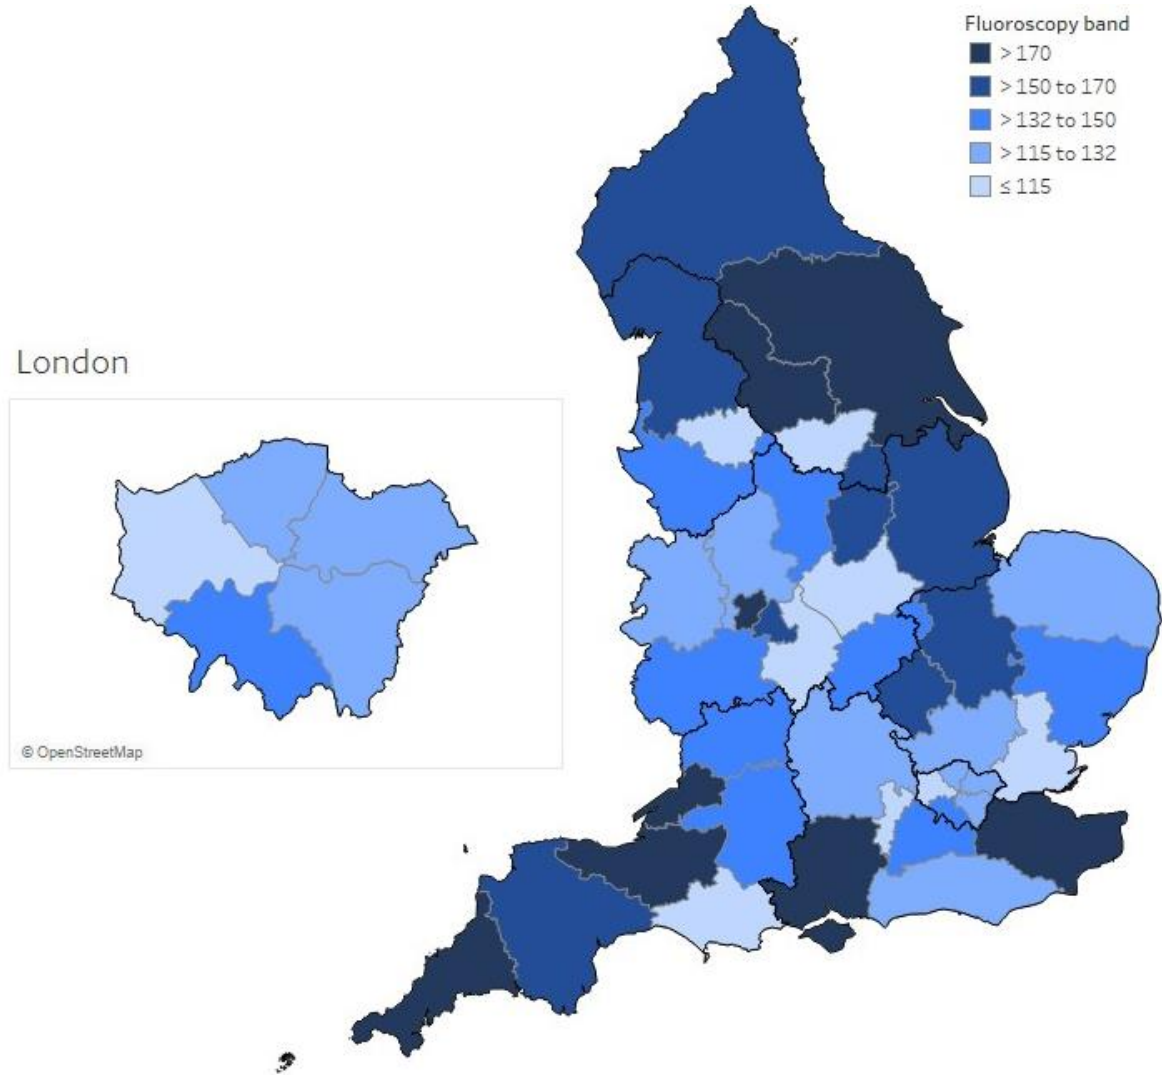 Fluoroscopy band
> 170
> 150 to 170
> 132 to 150
> 115 to 132
≤ 115
London
© OpenStreetMap